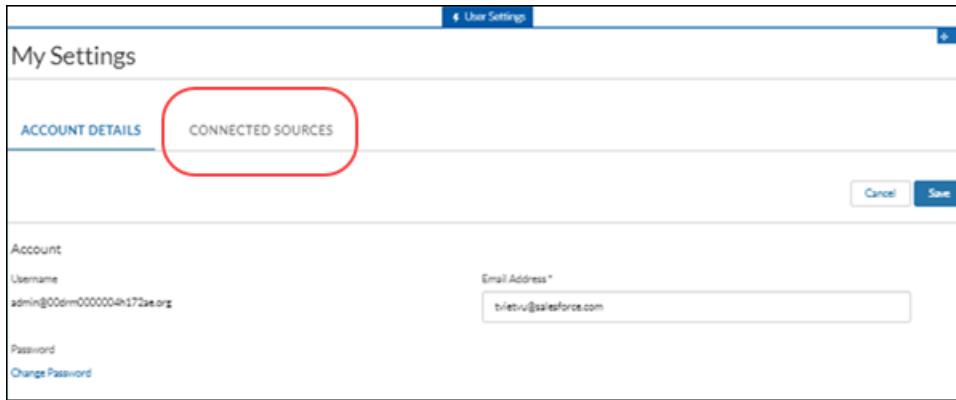 User Settings
My Settings
ACCOUNT DETAILS
CONNECTED SOURCES
Cancel
Save
Account
Username
Email Address *
admin@00drm0000004h172ae.org
tvietvu@salesforce.com
Password
Change Password